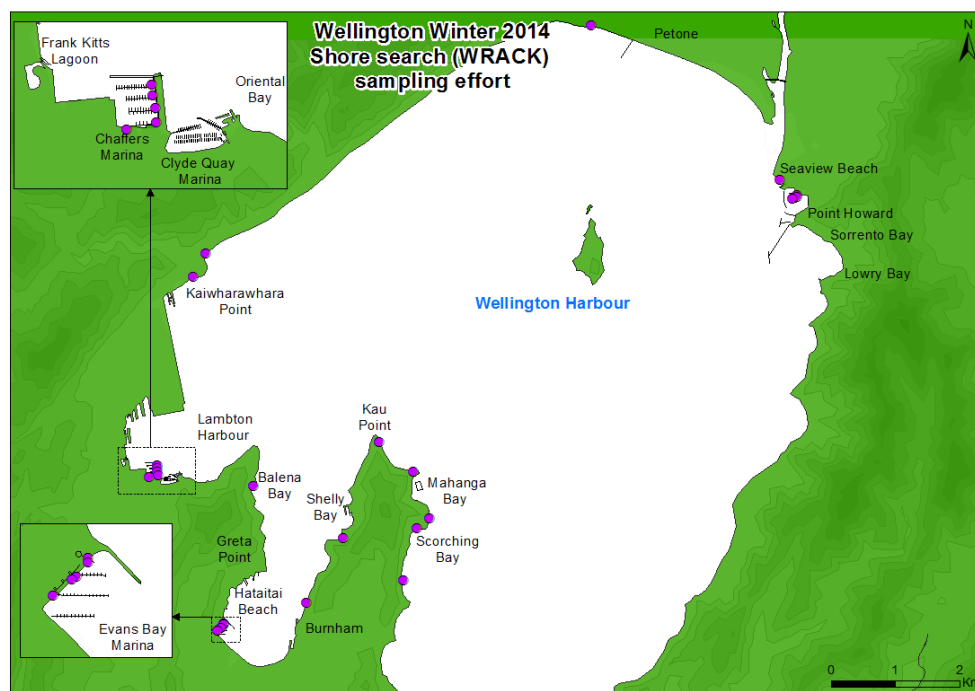 Wellington Winter 2014
Shore search (WRACK)
sampling effort
Frank Kitts
Lagoon
Oriental
Bay
Chaffers
Marina
Clyde Quay
Marina
Petone
N
Seaview Beach
Point Howard
Sorrento Bay
Lowry Bay
Kaiwharawhara
Point
Wellington Harbour
Lambton
Harbour
Kau
Point
Balena
Bay
Shelly
Bay
Mahanga
Bay
Greta
Point
Scorching
Bay
Hataitai
Beach
Burnham
Evans Bay
Marina
0 1 2
Km